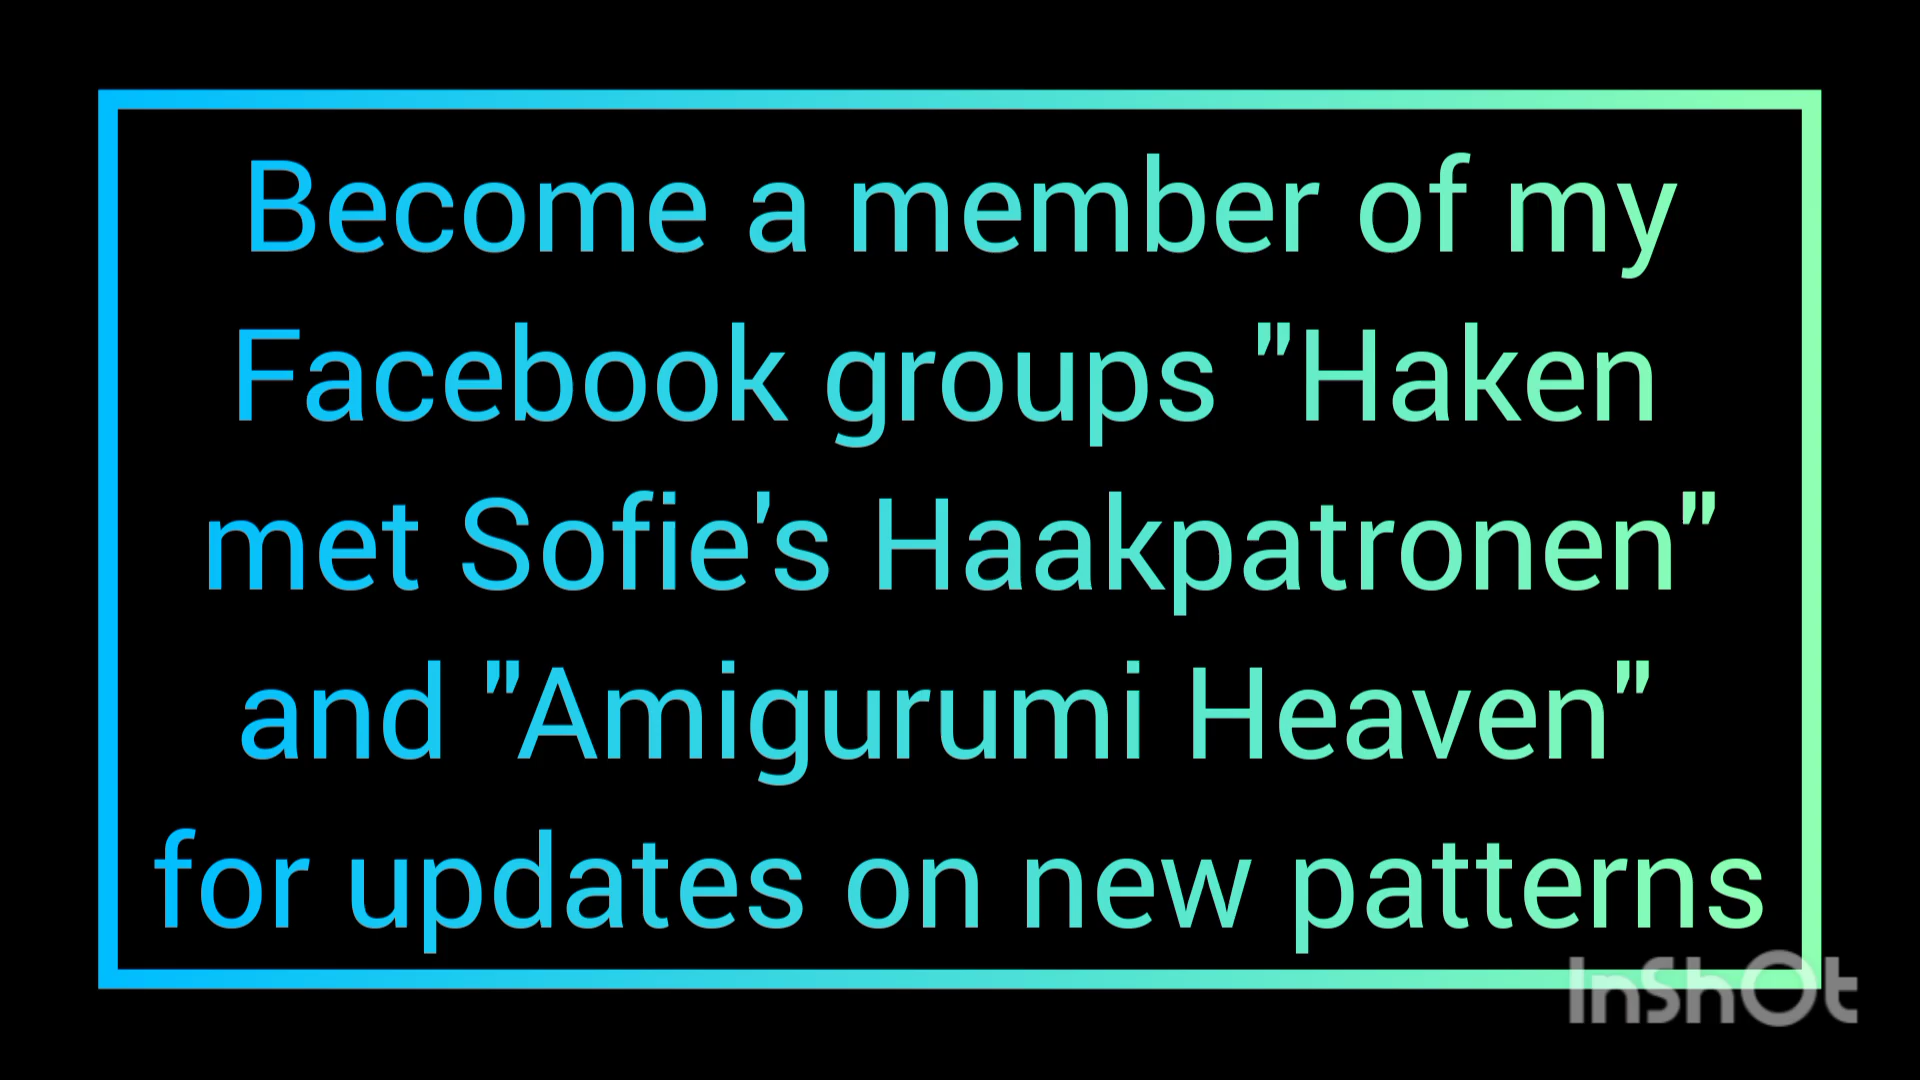 Become a member of my
Facebook groups "Haken
met Sofie's Haakpatronen"
and "Amigurumi Heaven"
for updates on new patterns
InShOt